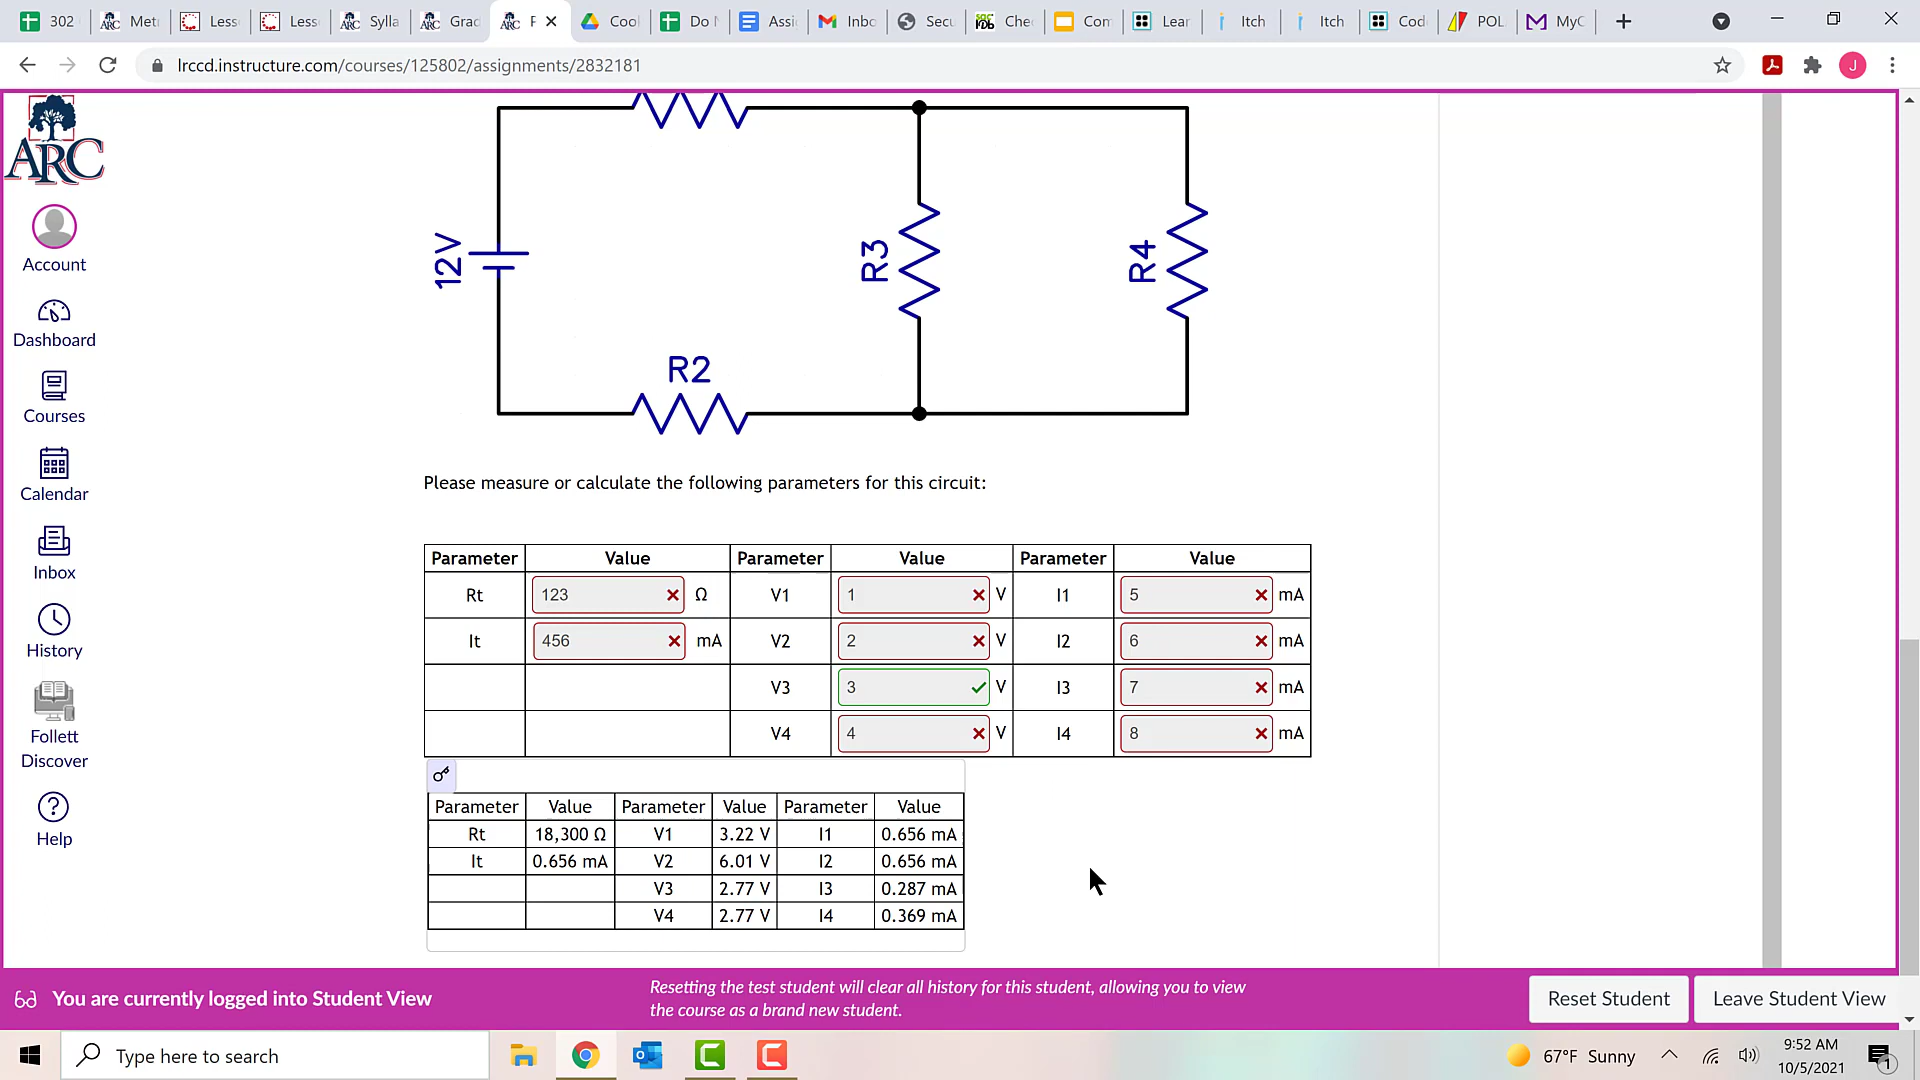 302
Metr
Lesso
Lesso
Sylla
Grad
F
Cool
Do N
Assig
Inbo
Secu
Che
Com
Lear
Itch
Itch
Cod
POL
MyC
lrccd.instructure.com/courses/125802/assignments/2832181
J
ARC
Account
Dashboard
Courses
Calendar
Inbox
History
Follett
Discover
Help
12V
R3
R4
R2
Please measure or calculate the following parameters for this circuit:
Parameter Value Parameter Value Parameter Value
Rt 123 Ω V1 1 V I1 5 mA
It 456 mA V2 2 V I2 6 mA
V3 3 V I3 7 mA
V4 4 V I4 8 mA
Parameter Value Parameter Value Parameter Value
Rt 18,300 Ω V1 3.22 V I1 0.656 mA
It 0.656 mA V2 6.01 V I2 0.656 mA
V3 2.77 V I3 0.287 mA
V4 2.77 V I4 0.369 mA
You are currently logged into Student View
Resetting the test student will clear all history for this student, allowing you to view
the course as a brand new student.
Reset Student
Leave Student View
Type here to search
67°F Sunny
9:52 AM
10/5/2021
1